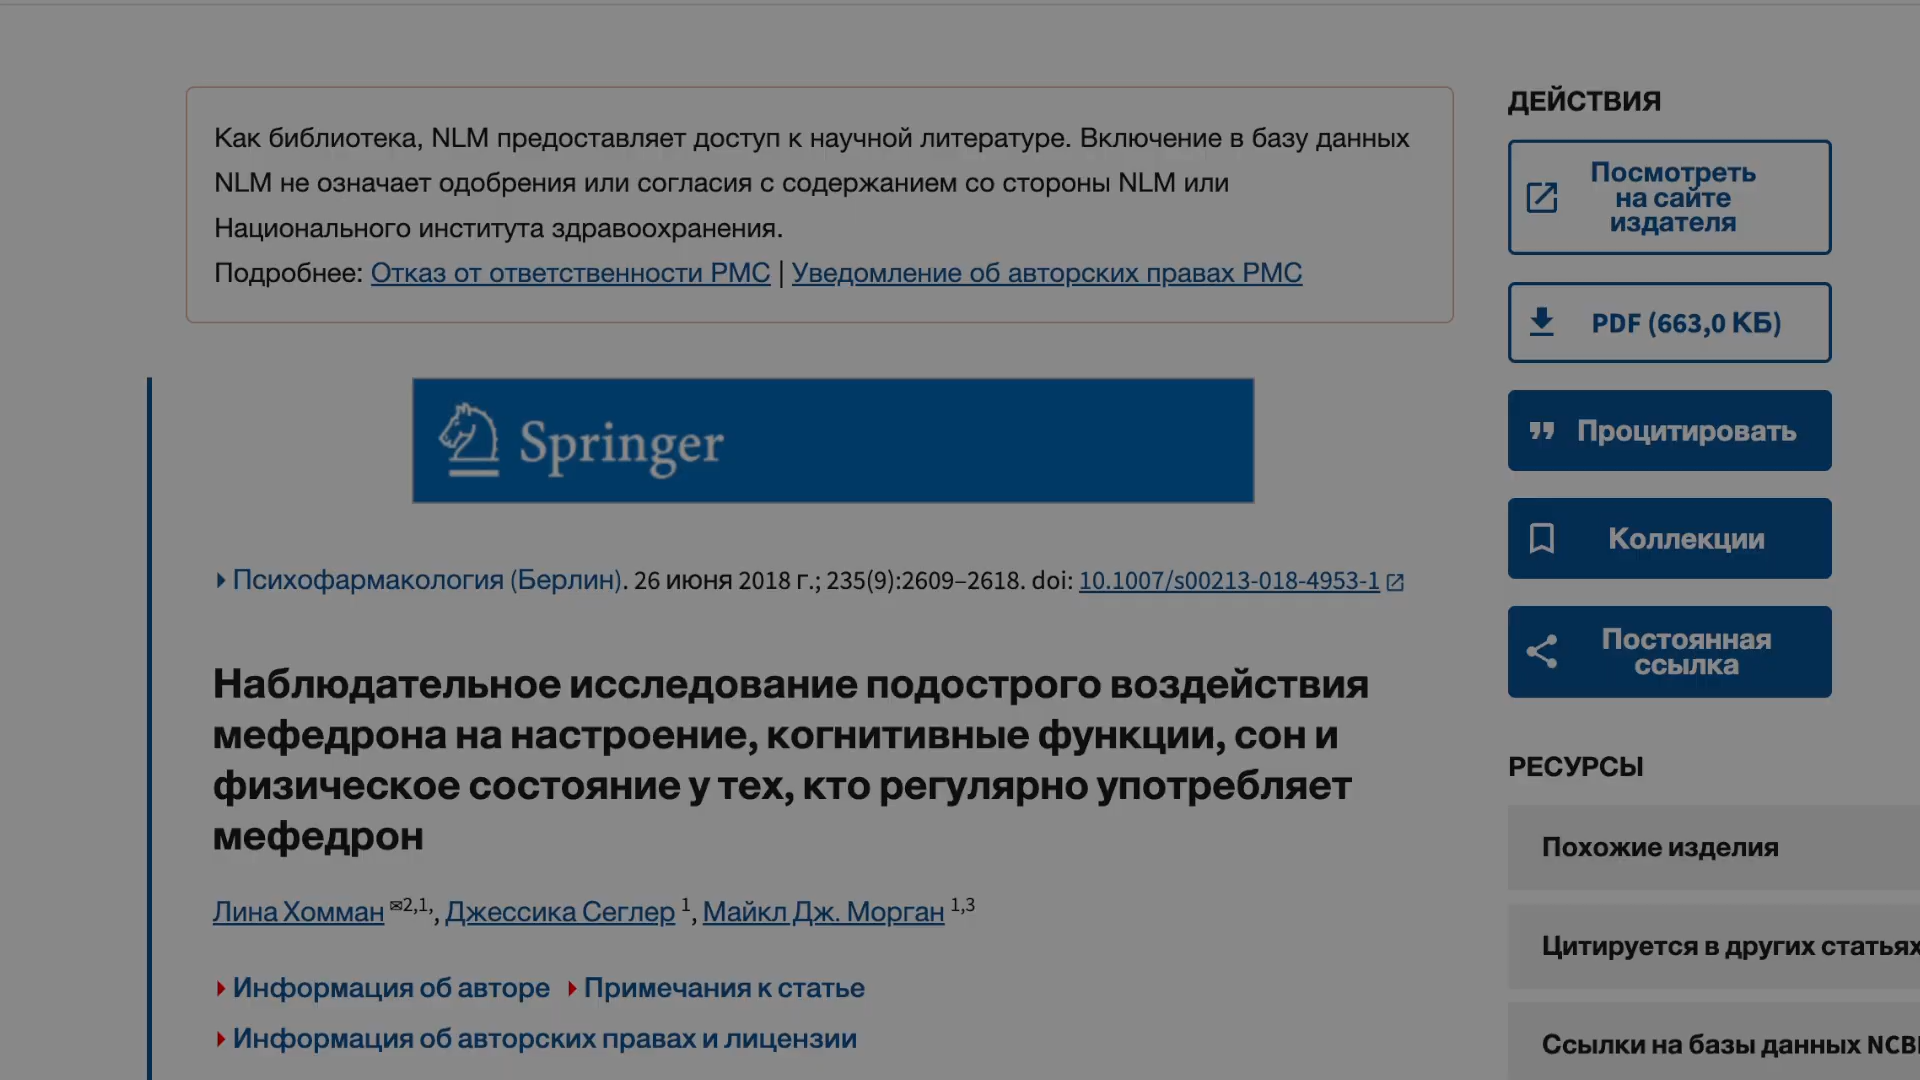 Как библиотека, NLM предоставляет доступ к научной литературе. Включение в базу данных
NLM не означает одобрения или согласия с содержанием со стороны NLM или
Национального института здравоохранения.
Подробнее: Отказ от ответственности PMC | Уведомление об авторских правах PMC
Springer
Психофармакология (Берлин). 26 июня 2018 г.; 235(9):2609–2618. doi: 10.1007/s00213-018-4953-1
Наблюдательное исследование подострого воздействия
мефедрона на настроение, когнитивные функции, сон и
физическое состояние у тех, кто регулярно употребляет
мефедрон
Лина Хомман ✉2,1,, Джессика Сеглер 1, Майкл Дж. Морган 1,3
Информация об авторе Примечания к статье
Информация об авторских правах и лицензии
ДЕЙСТВИЯ
Посмотреть
на сайте
издателя
PDF (663,0 КБ)
Процитировать
Коллекции
Постоянная
ссылка
РЕСУРСЫ
Похожие изделия
Цитируется в других статьях
Ссылки на базы данных NCBI